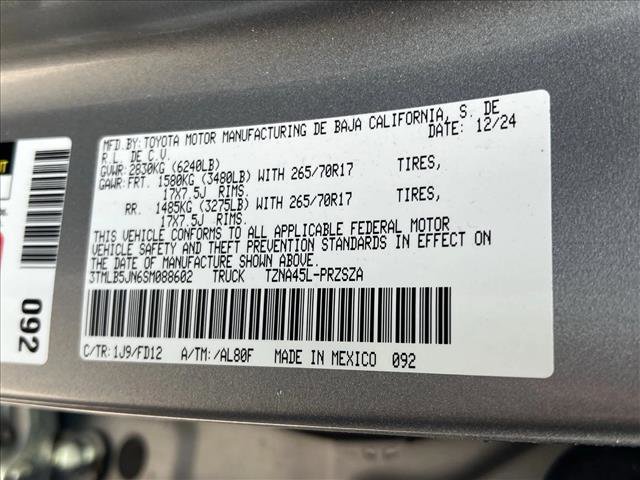 MFD.BY:TOYOTA MOTOR MANUFACTURING DE BAJA CALIFORNIA, S. DE
R.L. DE C.V. DATE: 12/24
GVWR:2830KG (6240LB)
GAWR:FRT. 1580KG (3480LB) WITH 265/70R17 TIRES,
17X7.5J RIMS.
RR. 1485KG (3275LB) WITH 265/70R17 TIRES,
17X7.5J RIMS.
THIS VEHICLE CONFORMS TO ALL APPLICABLE FEDERAL MOTOR
VEHICLE SAFETY AND THEFT PREVENTION STANDARDS IN EFFECT ON
THE DATE OF MANUFACTURE SHOWN ABOVE.
3TMLB5JN6SM088602 TRUCK TZNA45L-PRZSZA
C/TR:1J9/FD12 A/TM:/AL80F MADE IN MEXICO 092
092